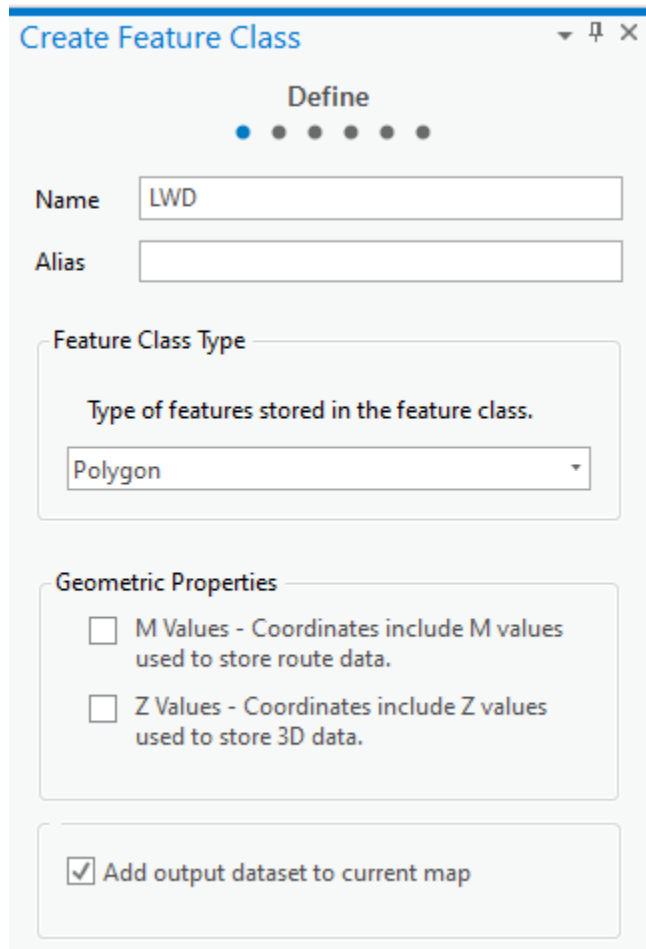 Create Feature Class
Define
Name LWD
Alias
Feature Class Type
Type of features stored in the feature class.
Polygon
Geometric Properties
M Values - Coordinates include M values
used to store route data.
Z Values - Coordinates include Z values
used to store 3D data.
Add output dataset to current map